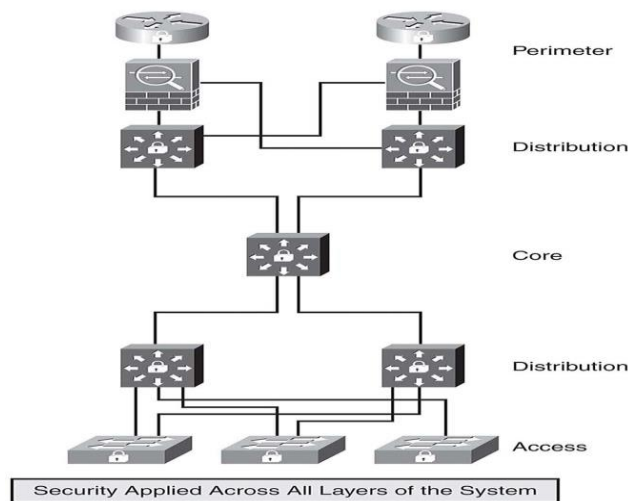 Perimeter
Distribution
Core
Distribution
Access
Security Applied Across All Layers of the System